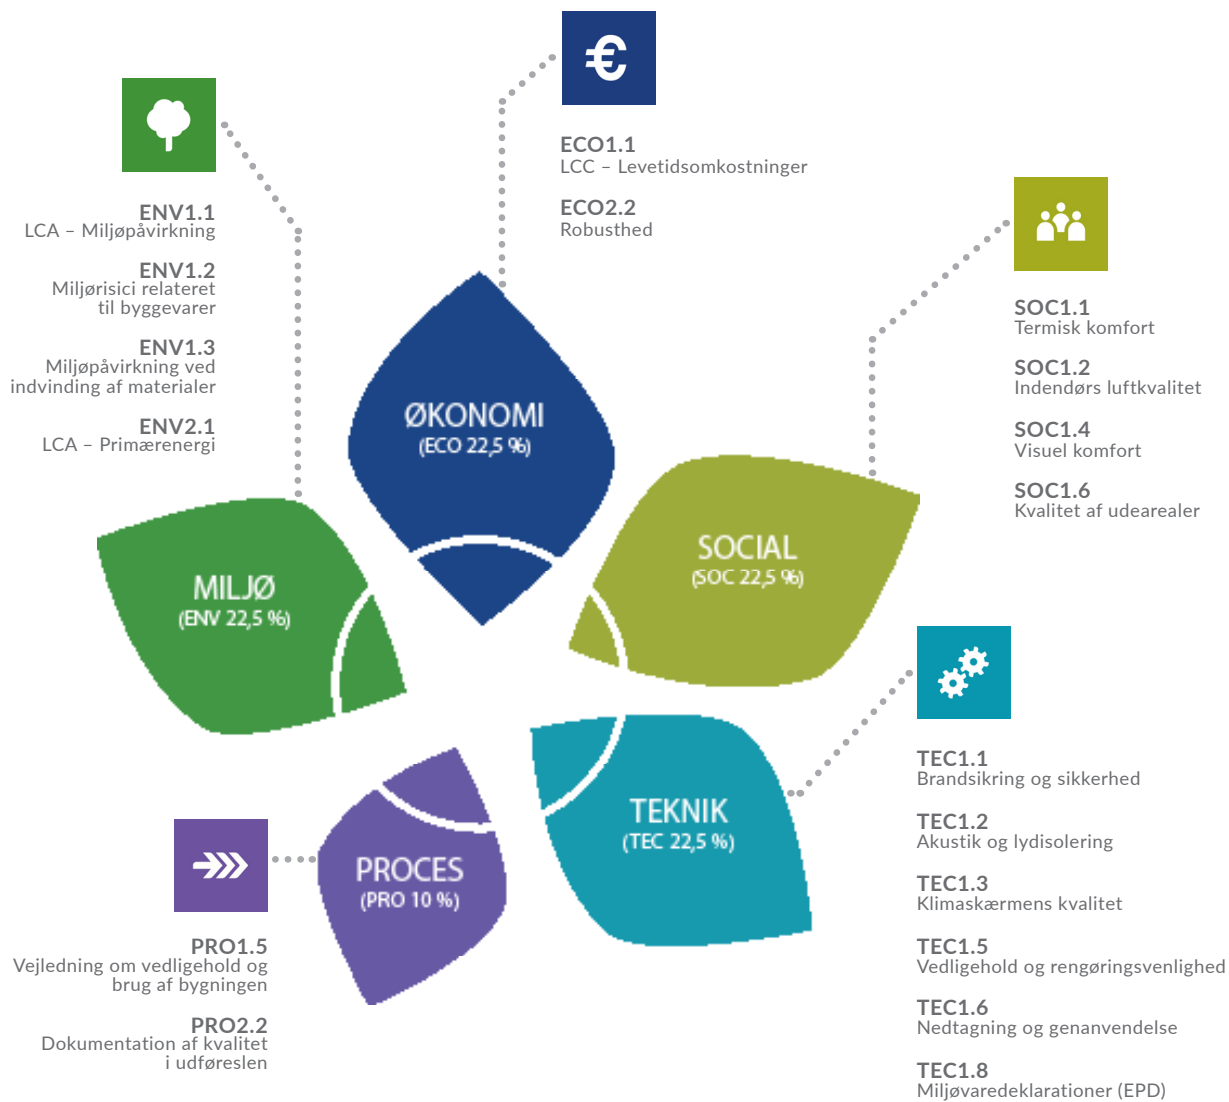 €
ECO1.1
LCC – Levetidsomkostninger
ECO2.2
Robusthed
ENV1.1
LCA – Miljøpåvirkning
ENV1.2
Miljørisici relateret
til byggevarer
ENV1.3
Miljøpåvirkning ved
indvinding af materialer
ENV2.1
LCA – Primærenergi
SOC1.1
Termisk komfort
SOC1.2
Indendørs luftkvalitet
SOC1.4
Visuel komfort
SOC1.6
Kvalitet af udearealer
ØKONOMI
(ECO 22,5 %)
SOCIAL
(SOC 22,5 %)
MILJØ
(ENV 22,5 %)
TEKNIK
(TEC 22,5 %)
PROCES
(PRO 10 %)
TEC1.1
Brandsikring og sikkerhed
TEC1.2
Akustik og lydisolering
TEC1.3
Klimaskærmens kvalitet
TEC1.5
Vedligehold og rengøringsvenlighed
TEC1.6
Nedtagning og genanvendelse
TEC1.8
Miljøvaredeklarationer (EPD)
PRO1.5
Vejledning om vedligehold og
brug af bygningen
PRO2.2
Dokumentation af kvalitet
i udføreslen